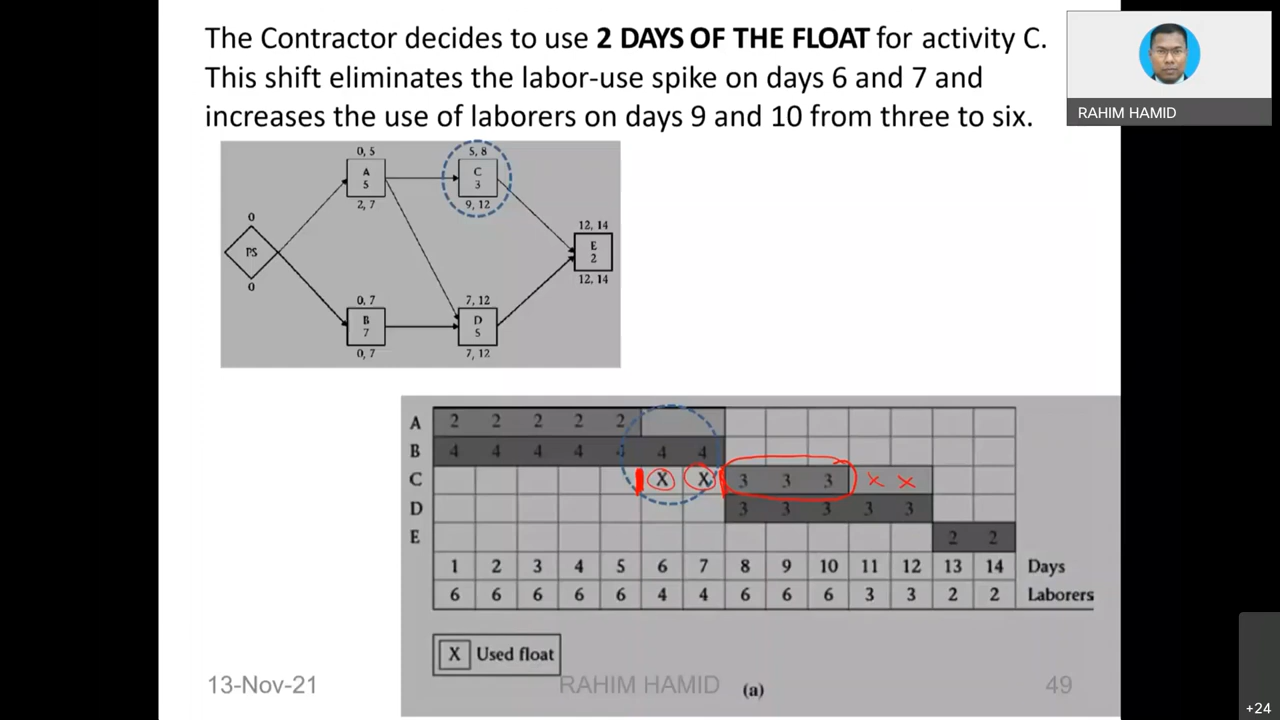 The Contractor decides to use 2 DAYS OF THE FLOAT for activity C.
This shift eliminates the labor-use spike on days 6 and 7 and
increases the use of laborers on days 9 and 10 from three to six.
RAHIM HAMID
0, 5
A
5
2, 7
5, 8
C
3
9, 12
0
PS
0
12, 14
E
2
12, 14
0, 7
B
7
0, 7
7, 12
D
5
7, 12
A 2 2 2 2 2
B 4 4 4 4 4 4 4
C X X 3 3 3 x x
D 3 3 3 3 3
E 2 2
1 2 3 4 5 6 7 8 9 10 11 12 13 14 Days
6 6 6 6 6 4 4 6 6 6 3 3 2 2 Laborers
X Used float
13-Nov-21
RAHIM HAMID
(a)
49
+24